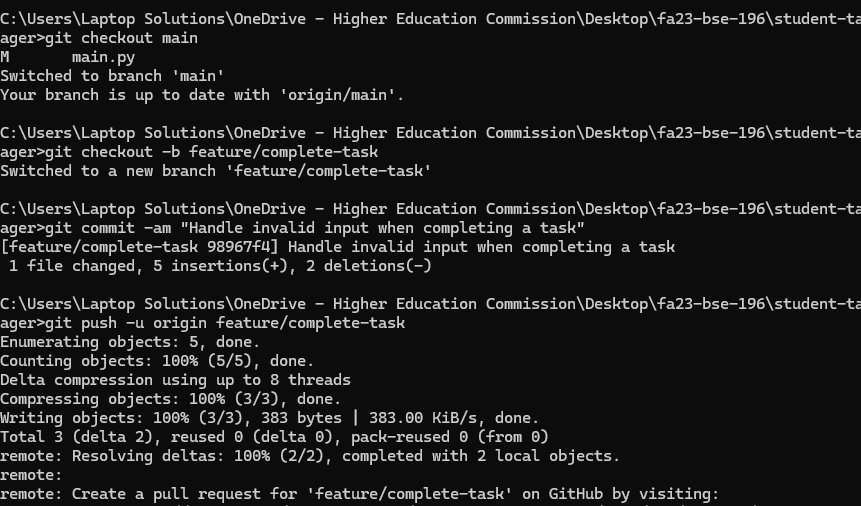 C:\Users\Laptop Solutions\OneDrive - Higher Education Commission\Desktop\fa23-bse-196\student-ta
ager>git checkout main
M       main.py
Switched to branch 'main'
Your branch is up to date with 'origin/main'.
C:\Users\Laptop Solutions\OneDrive - Higher Education Commission\Desktop\fa23-bse-196\student-ta
ager>git checkout -b feature/complete-task
Switched to a new branch 'feature/complete-task'
C:\Users\Laptop Solutions\OneDrive - Higher Education Commission\Desktop\fa23-bse-196\student-ta
ager>git commit -am "Handle invalid input when completing a task"
[feature/complete-task 98967f4] Handle invalid input when completing a task
 1 file changed, 5 insertions(+), 2 deletions(-)
C:\Users\Laptop Solutions\OneDrive - Higher Education Commission\Desktop\fa23-bse-196\student-ta
ager>git push -u origin feature/complete-task
Enumerating objects: 5, done.
Counting objects: 100% (5/5), done.
Delta compression using up to 8 threads
Compressing objects: 100% (3/3), done.
Writing objects: 100% (3/3), 383 bytes | 383.00 KiB/s, done.
Total 3 (delta 2), reused 0 (delta 0), pack-reused 0 (from 0)
remote: Resolving deltas: 100% (2/2), completed with 2 local objects.
remote:
remote: Create a pull request for 'feature/complete-task' on GitHub by visiting: